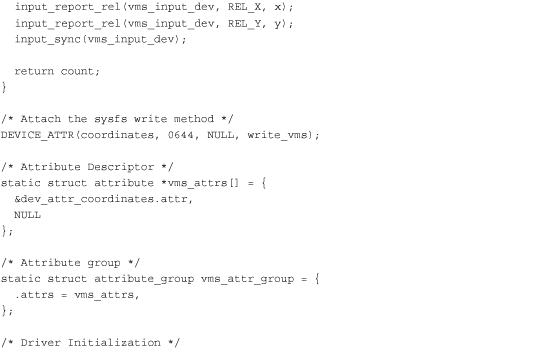 input_report_rel(vms_input_dev, REL_X, x);
input_report_rel(vms_input_dev, REL_Y, y);
input_sync(vms_input_dev);
return count;
}
/* Attach the sysfs write method */
DEVICE_ATTR(coordinates, 0644, NULL, write_vms);
/* Attribute Descriptor */
static struct attribute *vms_attrs[] = {
&dev_attr_coordinates.attr,
NULL
};
/* Attribute group */
static struct attribute_group vms_attr_group = {
.attrs = vms_attrs,
};
/* Driver Initialization */